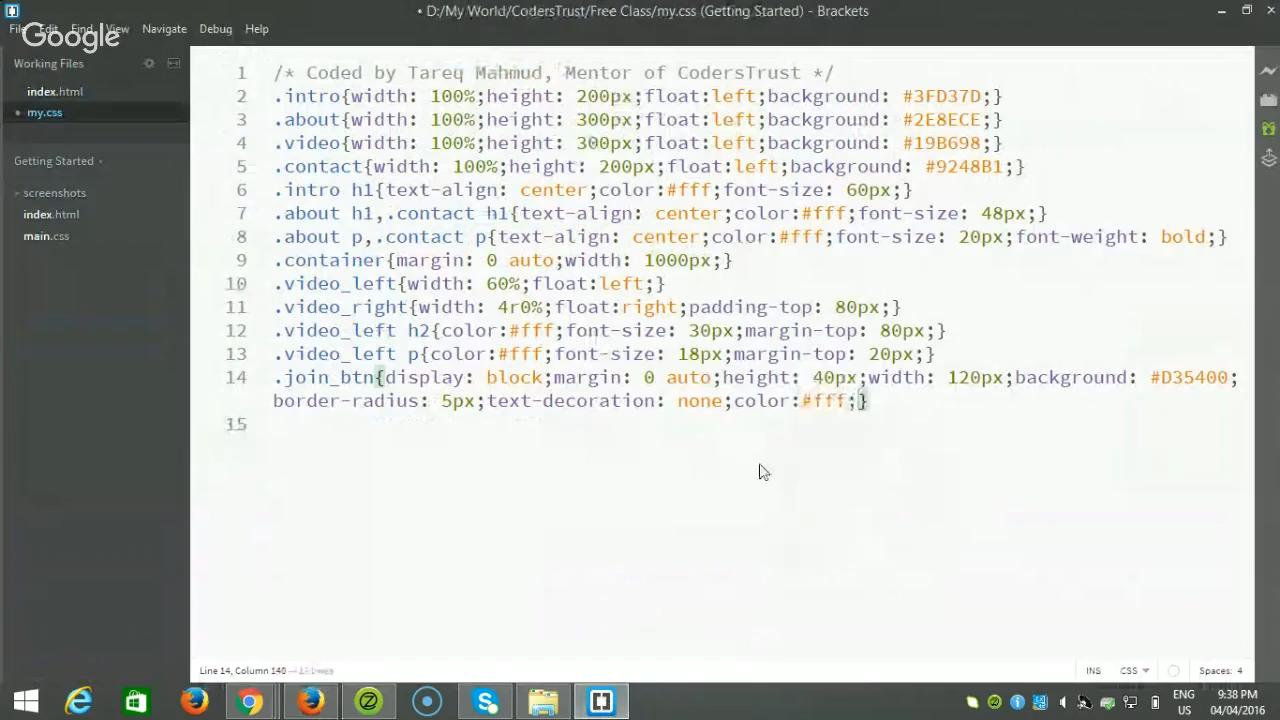 • D:/My World/CodersTrust/Free Class/my.css (Getting Started) - Brackets
File Edit Find View Navigate Debug Help
Google
Working Files
index.html
• my.css
Getting Started
screenshots
index.html
main.css
1 /* Coded by Tareq Mahmud, Mentor of CodersTrust */
2 .intro{width: 100%;height: 200px;float:left;background: #3FD37D;}
3 .about{width: 100%;height: 300px;float:left;background: #2E8ECE;}
4 .video{width: 100%;height: 300px;float:left;background: #19B698;}
5 .contact{width: 100%;height: 200px;float:left;background: #9248B1;}
6 .intro h1{text-align: center;color:#fff;font-size: 60px;}
7 .about h1,.contact h1{text-align: center;color:#fff;font-size: 48px;}
8 .about p,.contact p{text-align: center;color:#fff;font-size: 20px;font-weight: bold;}
9 .container{margin: 0 auto;width: 1000px;}
10 .video_left{width: 60%;float:left;}
11 .video_right{width: 4r0%;float:right;padding-top: 80px;}
12 .video_left h2{color:#fff;font-size: 30px;margin-top: 80px;}
13 .video_left p{color:#fff;font-size: 18px;margin-top: 20px;}
14 .join_btn{display: block;margin: 0 auto;height: 40px;width: 120px;background: #D35400;
border-radius: 5px;text-decoration: none;color:#fff;}
15
Line 14, Column 140
INS CSS Spaces: 4
ENG 9:38 PM
US 04/04/2016